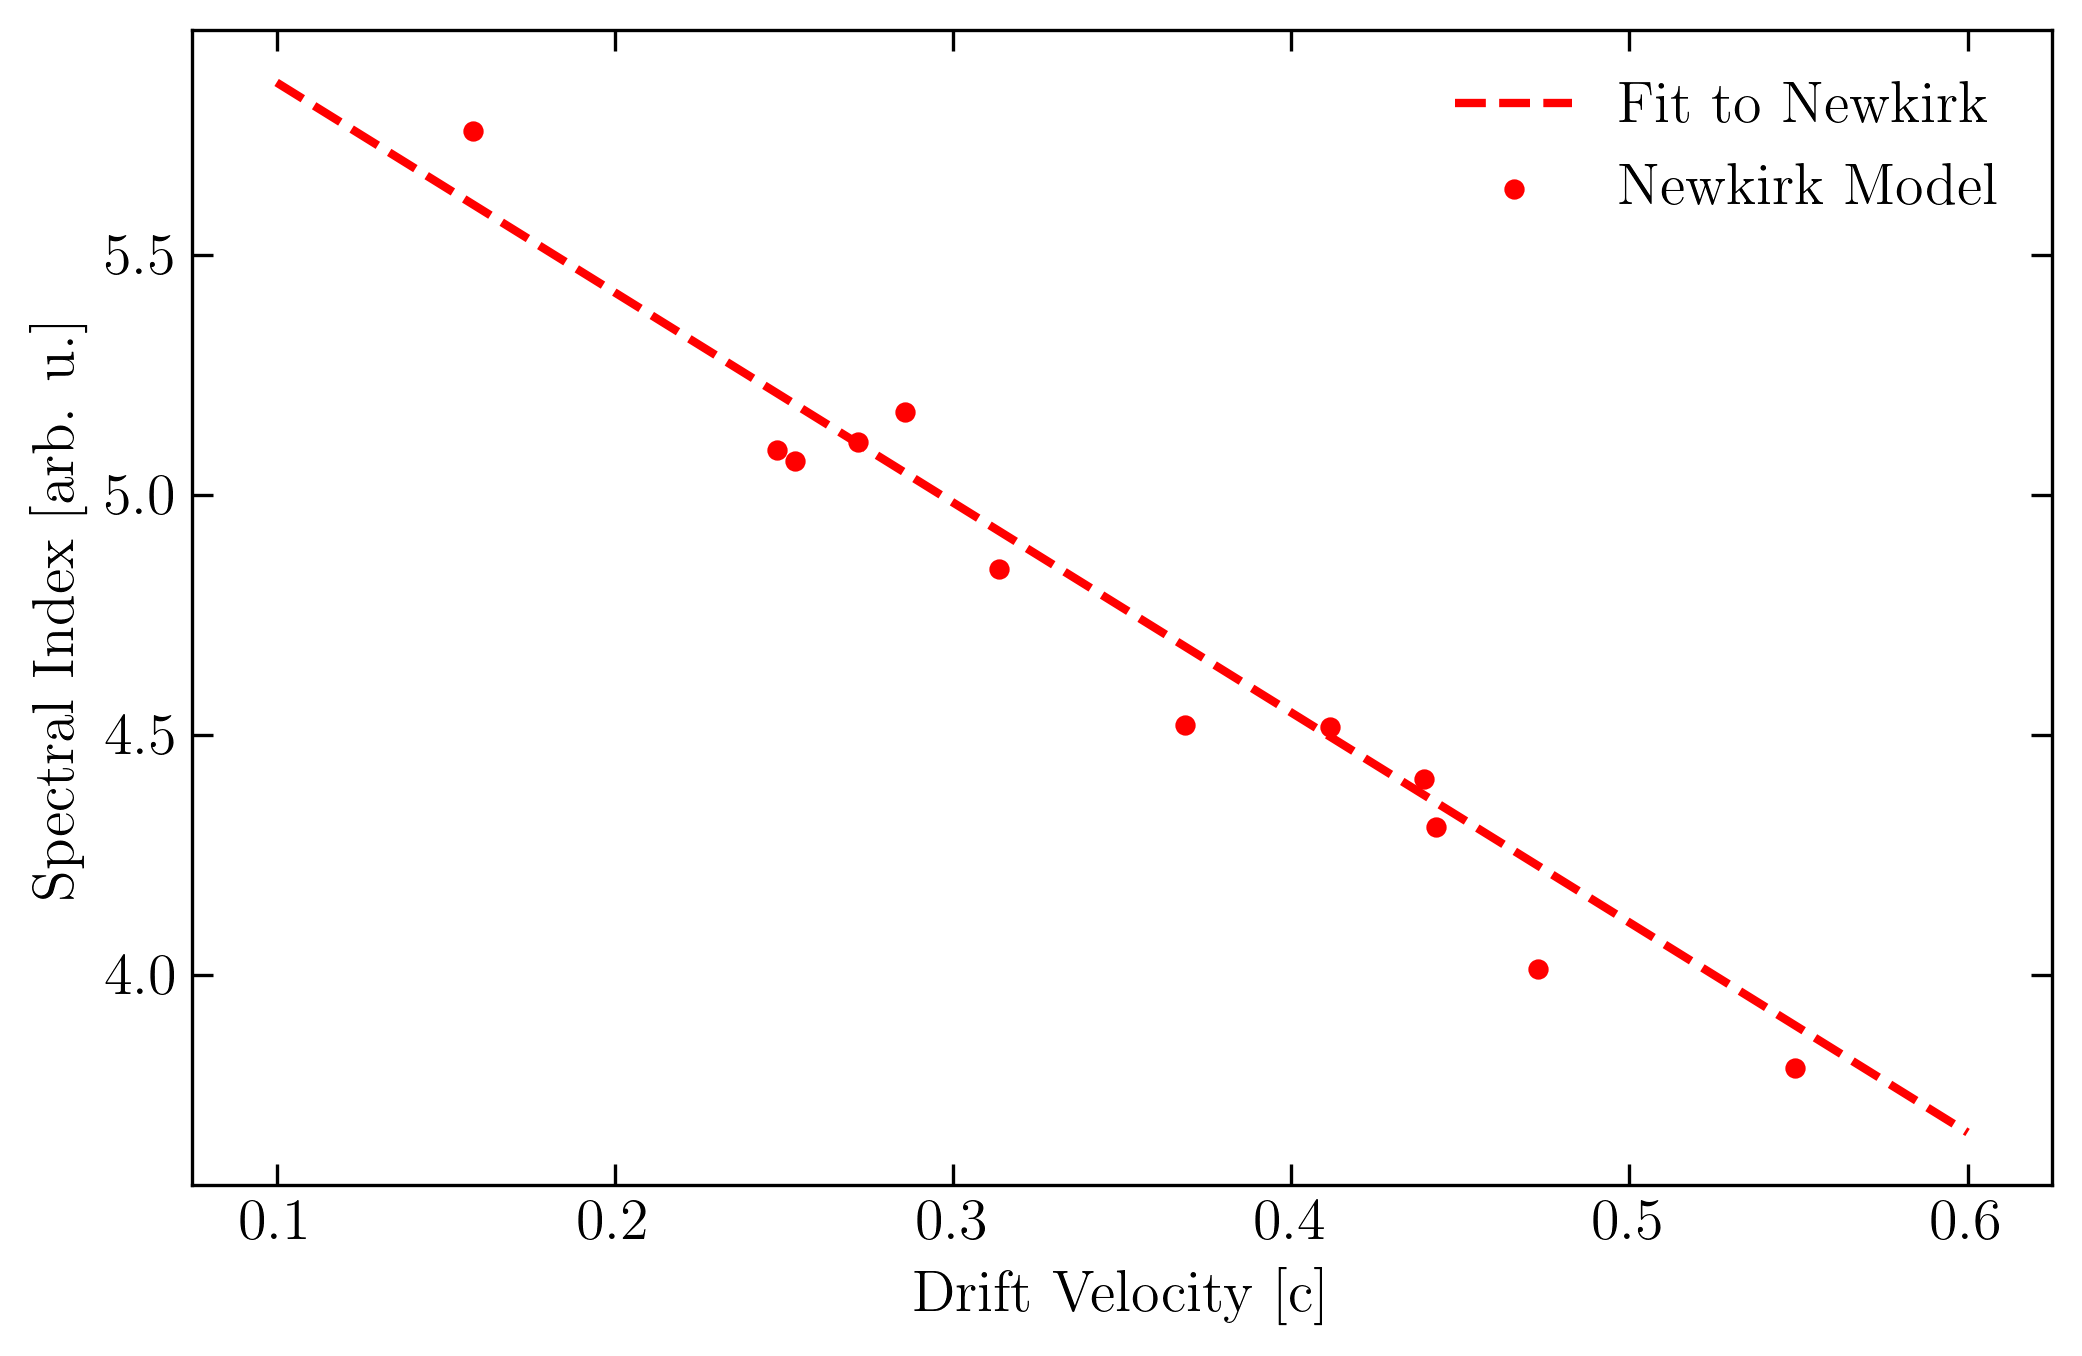 Fit to Newkirk
Newkirk Model
Spectral Index [arb. u.]
5.5
5.0
4.5
4.0
0.1 0.2 0.3 0.4 0.5 0.6
Drift Velocity [c]